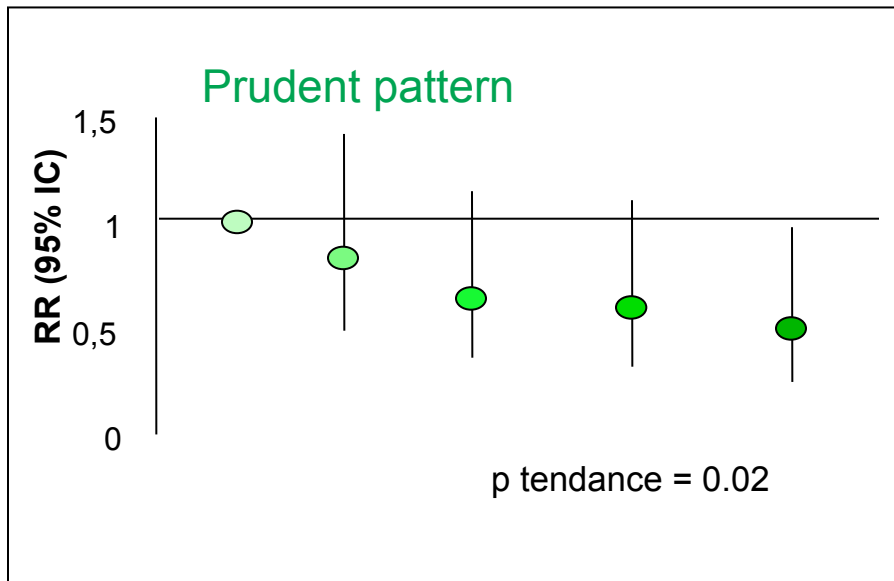 Prudent pattern
1,5
1
0,5
0
RR (95% IC)
p tendance = 0.02